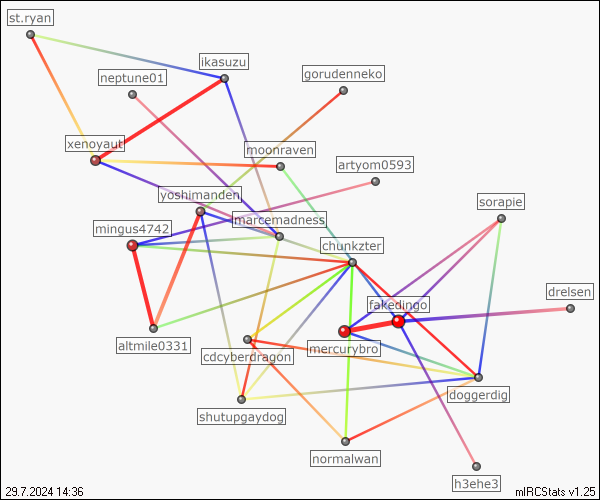 st.ryan
ikasuzu
neptune01
gorudenneko
xenoyaut
moonraven
artyom0593
yoshimanden
sorapie
marcemadness
mingus4742
chunkzter
drelsen
fakedingo
altmile0331
mercurybro
cdcyberdragon
doggerdig
shutupgaydog
normalwan
h3ehe3
29.7.2024 14:36
mIRCStats v1.25